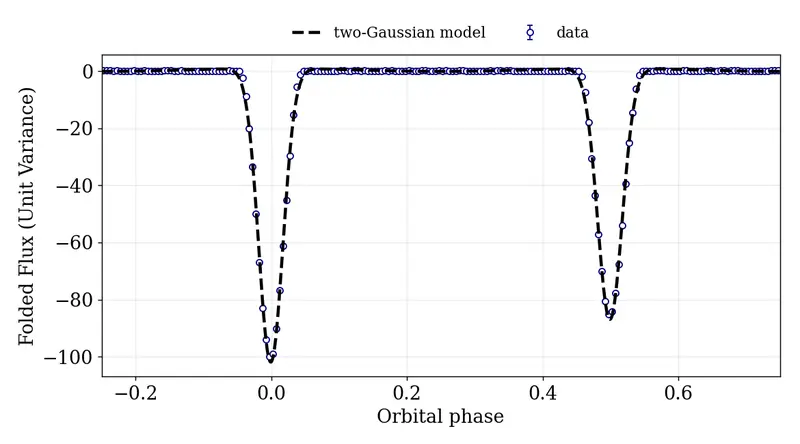 two-Gaussian model data
Folded Flux (Unit Variance)
0
−20
−40
−60
−80
−100
−0.2 0.0 0.2 0.4 0.6
Orbital phase